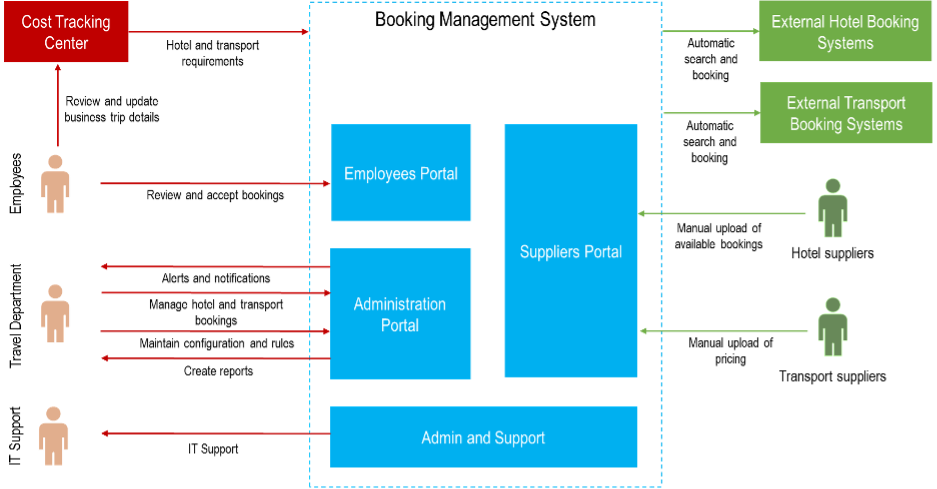 Cost Tracking
Center
Hotel and transport
requirements
Booking Management System
Automatic
search and
booking
External Hotel Booking
Systems
Review and update
business trip details
Automatic
search and
booking
External Transport
Booking Systems
Employees
Review and accept bookings
Employees Portal
Suppliers Portal
Manual upload of
available bookings
Hotel suppliers
Travel Department
Alerts and notifications
Manage hotel and transport
bookings
Maintain configuration and rules
Create reports
Administration
Portal
Manual upload of
pricing
Transport suppliers
IT Support
IT Support
Admin and Support